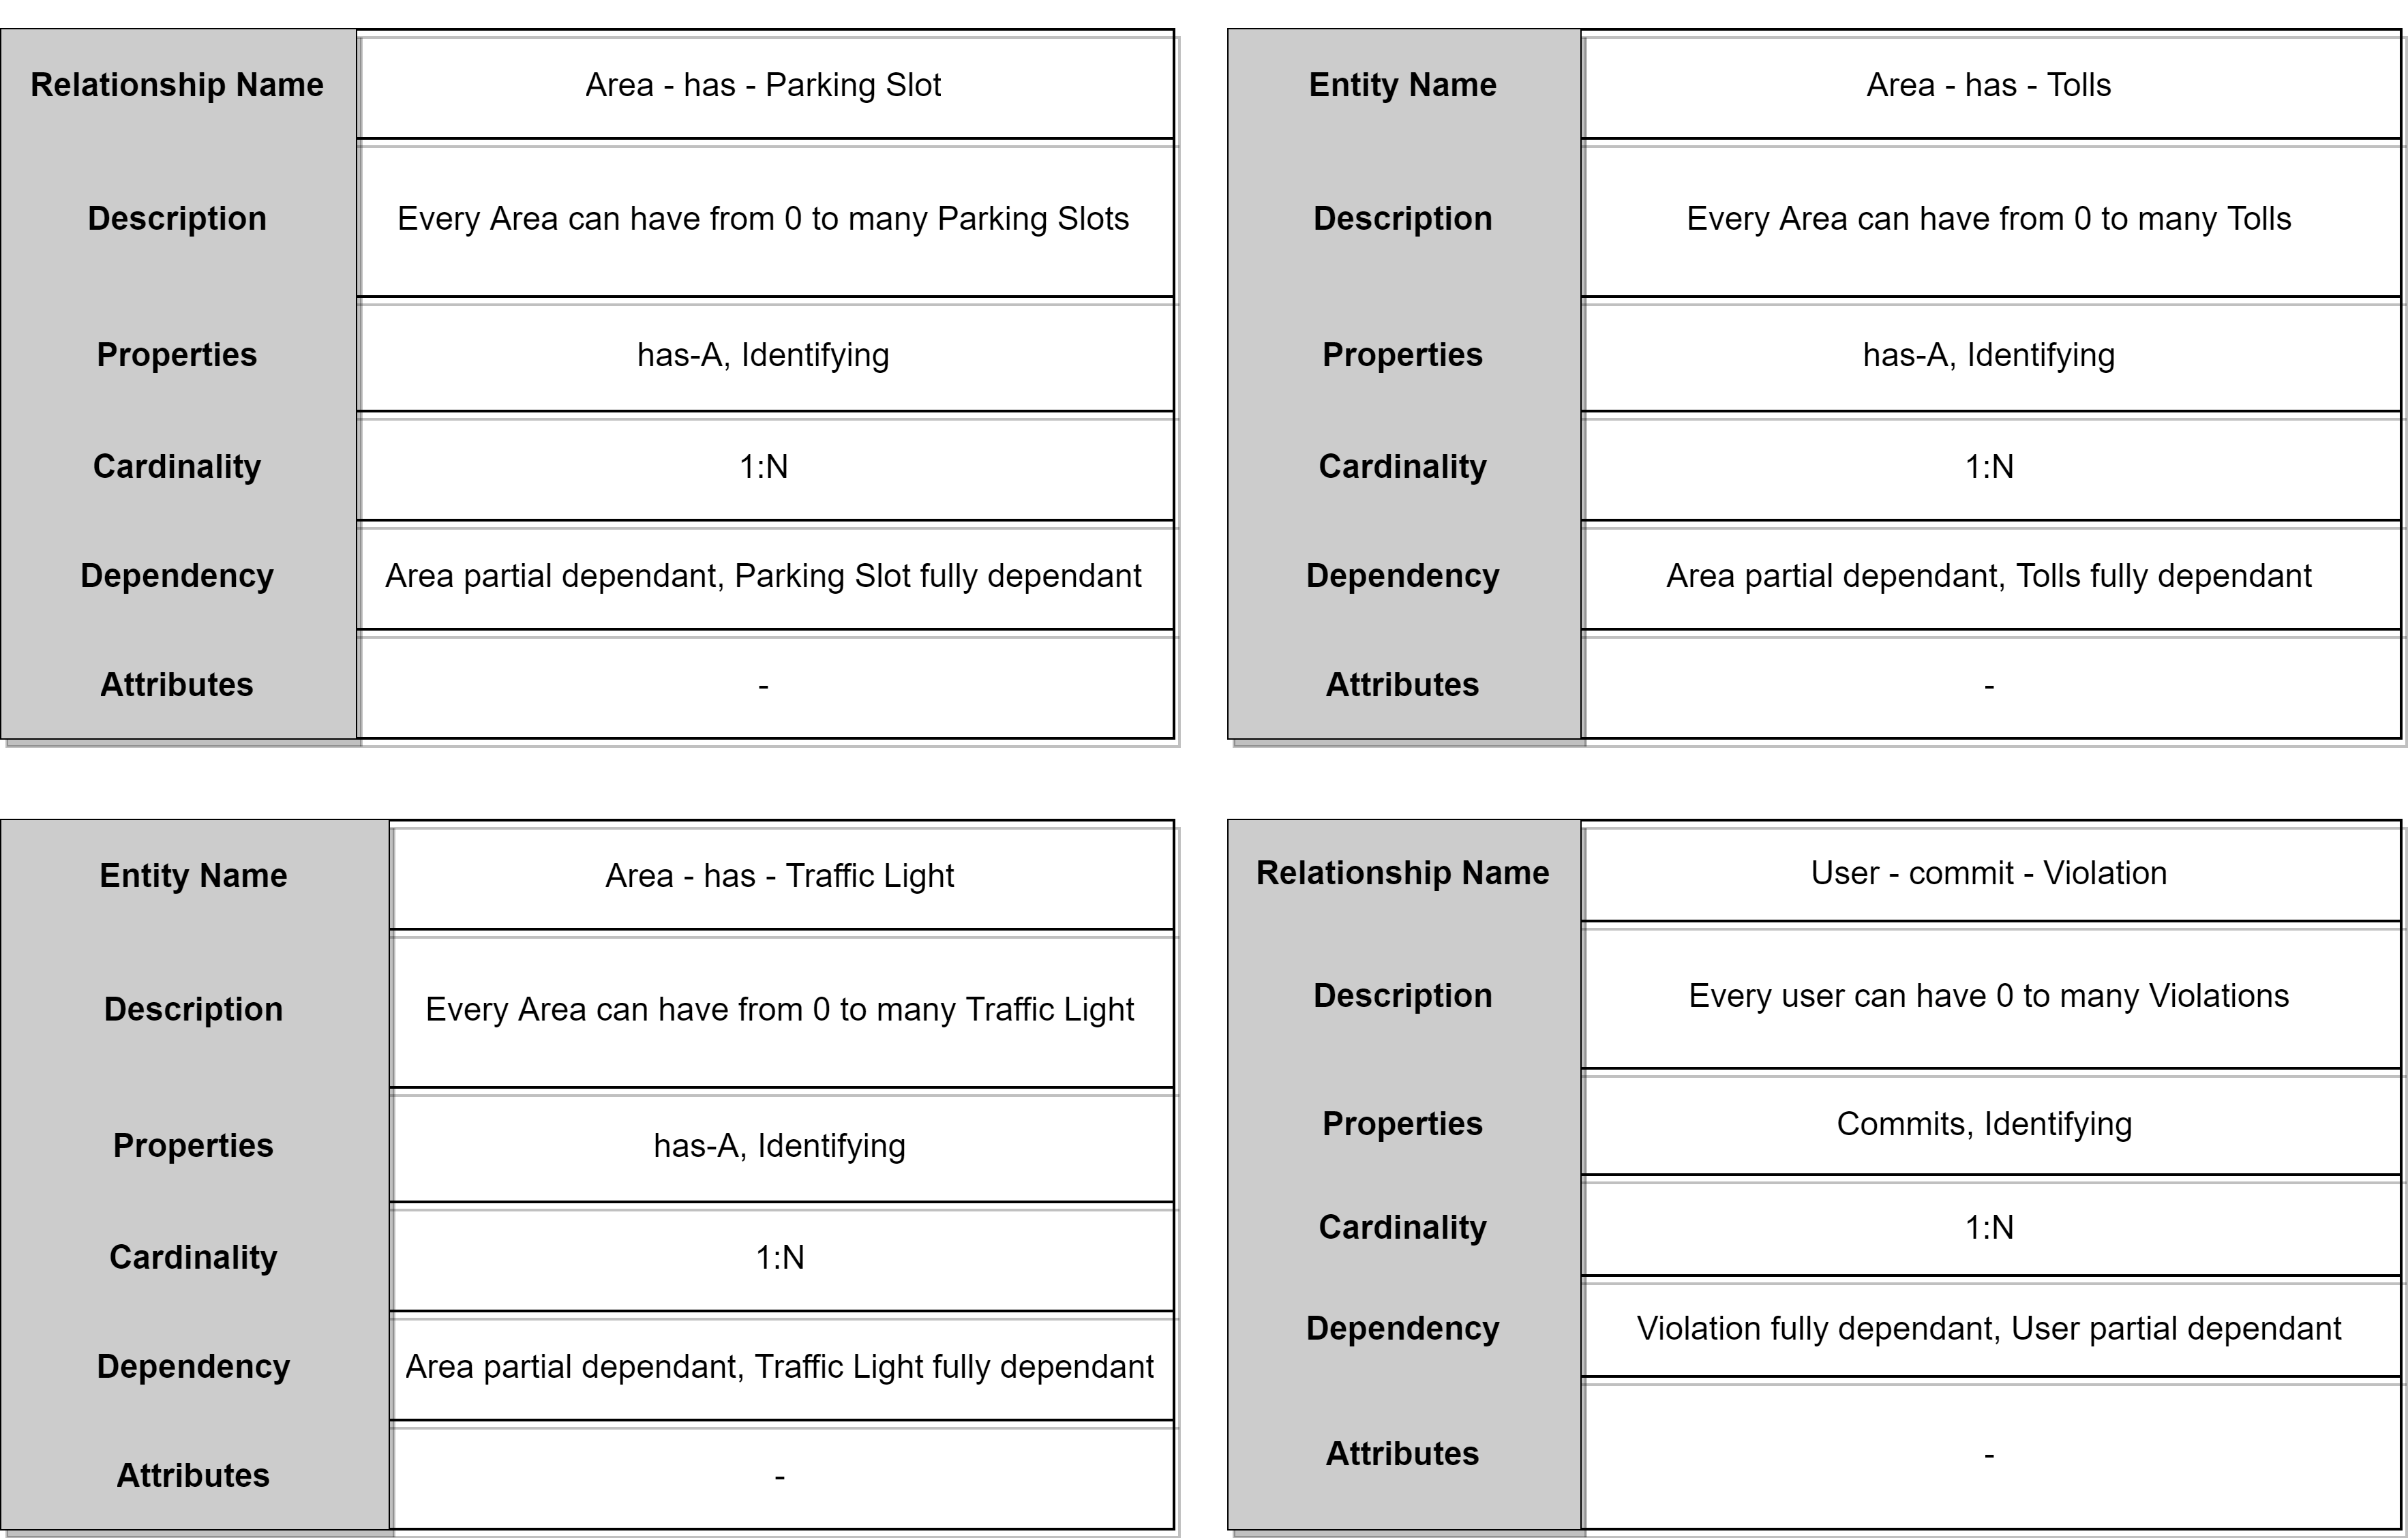 Relationship Name Area - has - Parking Slot
Description Every Area can have from 0 to many Parking Slots
Properties has-A, Identifying
Cardinality 1:N
Dependency Area partial dependant, Parking Slot fully dependant
Attributes -
Entity Name Area - has - Tolls
Description Every Area can have from 0 to many Tolls
Properties has-A, Identifying
Cardinality 1:N
Dependency Area partial dependant, Tolls fully dependant
Attributes -
Entity Name Area - has - Traffic Light
Description Every Area can have from 0 to many Traffic Light
Properties has-A, Identifying
Cardinality 1:N
Dependency Area partial dependant, Traffic Light fully dependant
Attributes -
Relationship Name User - commit - Violation
Description Every user can have 0 to many Violations
Properties Commits, Identifying
Cardinality 1:N
Dependency Violation fully dependant, User partial dependant
Attributes -